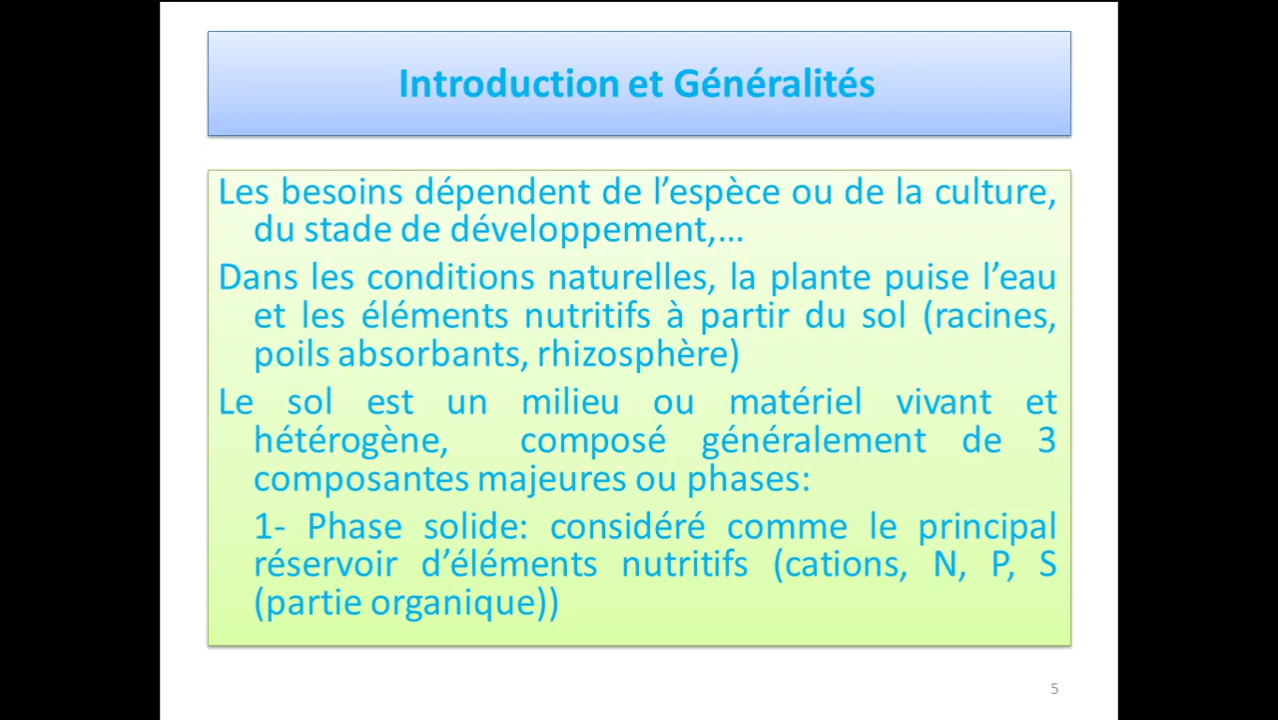 Introduction et Généralités
Les besoins dépendent de l’espèce ou de la culture,
du stade de développement,...
Dans les conditions naturelles, la plante puise l’eau
et les éléments nutritifs à partir du sol (racines,
poils absorbants, rhizosphère)
Le sol est un milieu ou matériel vivant et
hétérogène, composé généralement de 3
composantes majeures ou phases:
1- Phase solide: considéré comme le principal
réservoir d’éléments nutritifs (cations, N, P, S
(partie organique))
5